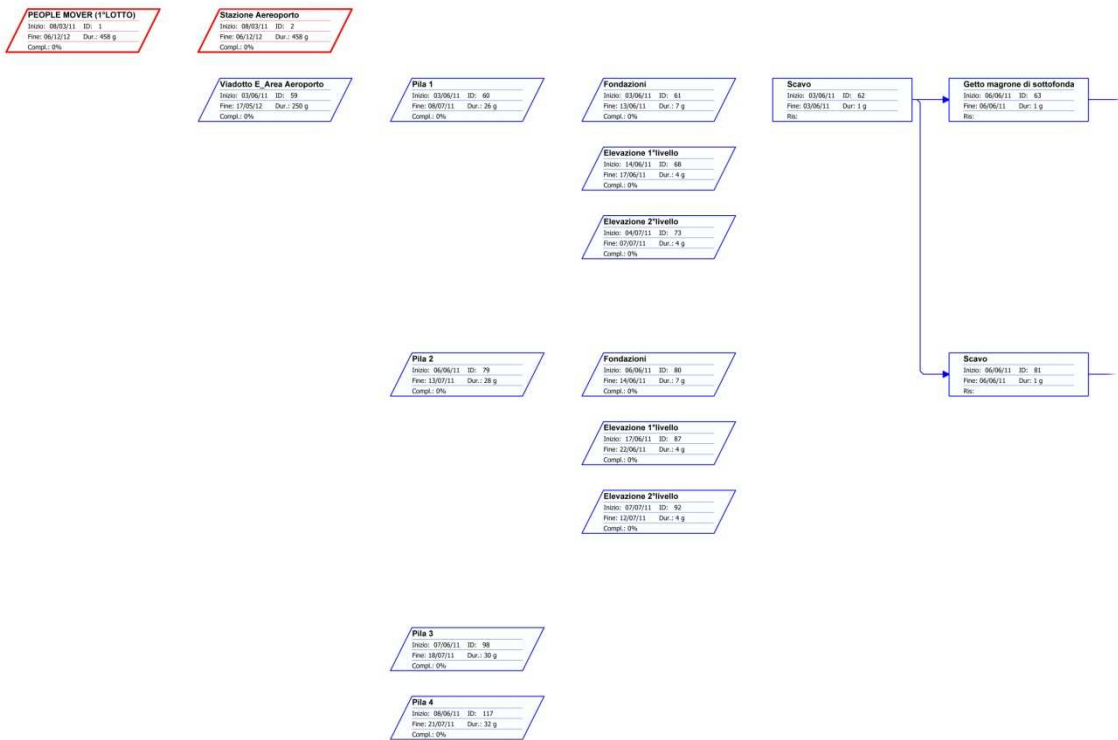 PEOPLE MOVER (1°LOTTO)
Inizio: 08/03/11 ID: 1
Fine: 06/12/12 Dur.: 458 g
Compl.: 0%
Stazione Aereoporto
Inizio: 08/03/11 ID: 2
Fine: 06/12/12 Dur.: 458 g
Compl.: 0%
Viadotto E_Area Aeroporto
Inizio: 03/06/11 ID: 59
Fine: 17/05/12 Dur.: 250 g
Compl.: 0%
Pila 1
Inizio: 03/06/11 ID: 60
Fine: 08/07/11 Dur.: 26 g
Compl.: 0%
Fondazioni
Inizio: 03/06/11 ID: 61
Fine: 13/06/11 Dur.: 7 g
Compl.: 0%
Scavo
Inizio: 03/06/11 ID: 62
Fine: 03/06/11 Dur: 1 g
Ris:
Getto magrone di sottofonda
Inizio: 06/06/11 ID: 63
Fine: 06/06/11 Dur: 1 g
Ris:
Elevazione 1°livello
Inizio: 14/06/11 ID: 68
Fine: 17/06/11 Dur.: 4 g
Compl.: 0%
Elevazione 2°livello
Inizio: 04/07/11 ID: 73
Fine: 07/07/11 Dur.: 4 g
Compl.: 0%
Pila 2
Inizio: 06/06/11 ID: 79
Fine: 13/07/11 Dur.: 28 g
Compl.: 0%
Fondazioni
Inizio: 06/06/11 ID: 80
Fine: 14/06/11 Dur.: 7 g
Compl.: 0%
Scavo
Inizio: 06/06/11 ID: 81
Fine: 06/06/11 Dur: 1 g
Ris:
Elevazione 1°livello
Inizio: 17/06/11 ID: 87
Fine: 22/06/11 Dur.: 4 g
Compl.: 0%
Elevazione 2°livello
Inizio: 07/07/11 ID: 92
Fine: 12/07/11 Dur.: 4 g
Compl.: 0%
Pila 3
Inizio: 07/06/11 ID: 98
Fine: 18/07/11 Dur.: 30 g
Compl.: 0%
Pila 4
Inizio: 08/06/11 ID: 117
Fine: 21/07/11 Dur.: 32 g
Compl.: 0%